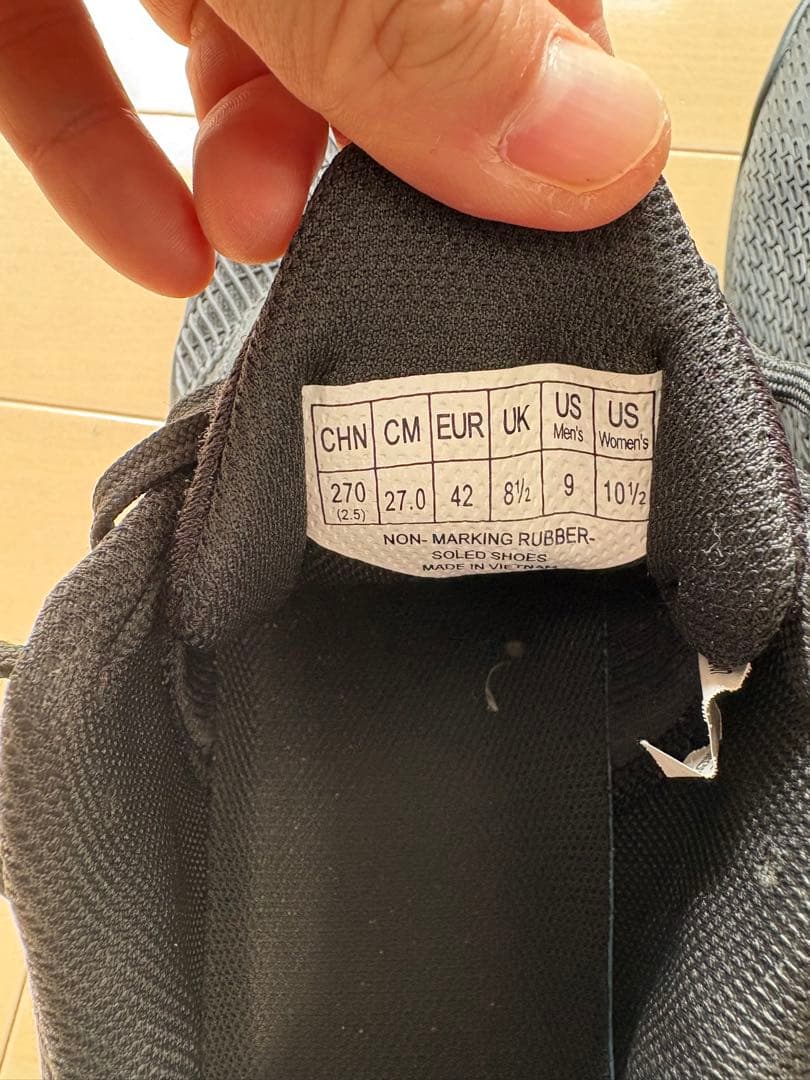 CHN CM EUR UK US Men's US Women's
270 (2.5) 27.0 42 8½ 9 10½
NON-MARKING RUBBER-
SOLED SHOES
MADE IN VIETNAM